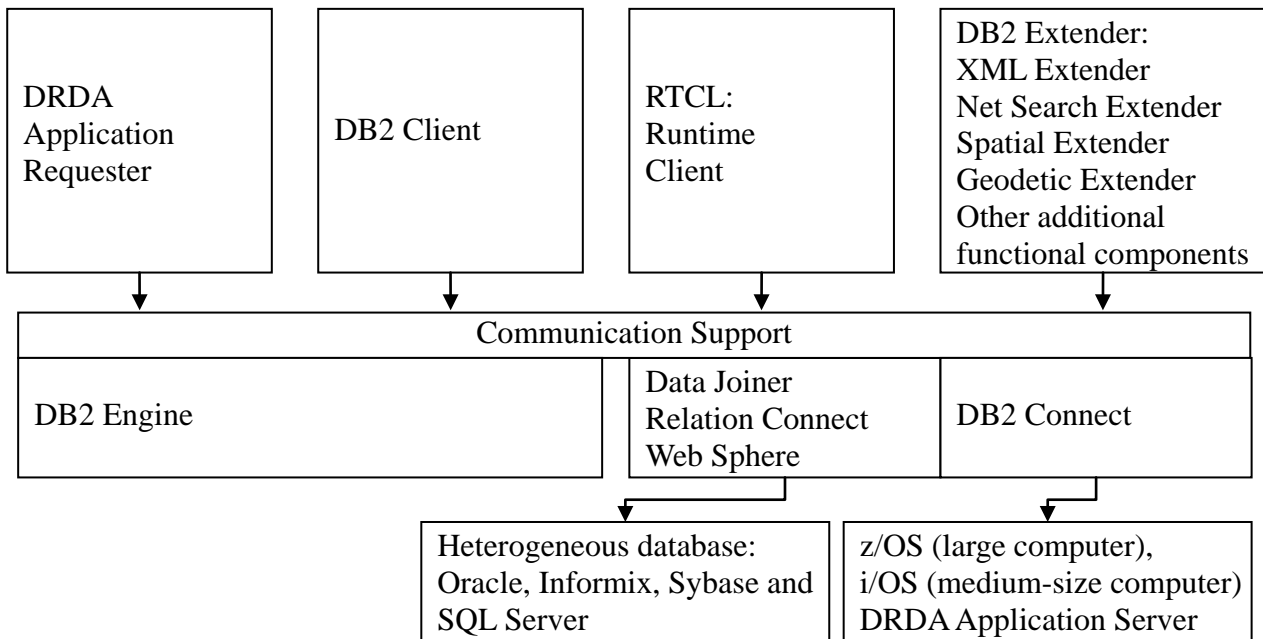 DRDA
Application
Requester
DB2 Client
RTCL:
Runtime
Client
DB2 Extender:
XML Extender
Net Search Extender
Spatial Extender
Geodetic Extender
Other additional
functional components
Communication Support
DB2 Engine
Data Joiner
Relation Connect
Web Sphere
DB2 Connect
Heterogeneous database:
Oracle, Informix, Sybase and
SQL Server
z/OS (large computer),
i/OS (medium-size computer)
DRDA Application Server